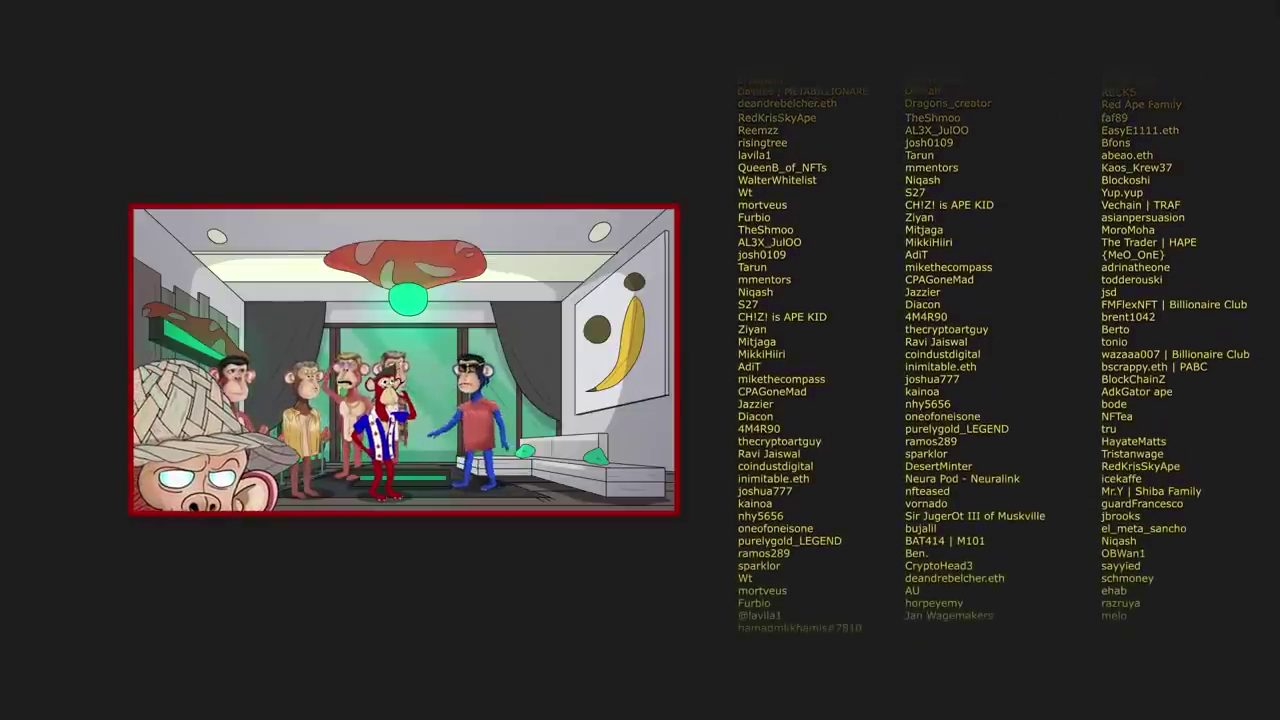 deandrebelcher.eth
RedKrisSkyApe
Reemzz
risingtree
lavila1
QueenB_of_NFTs
WalterWhitelist
Wt
mortveus
Furbio
TheShmoo
AL3X_JulOO
josh0109
Tarun
mmentors
Niqash
S27
CH!Z! is APE KID
Ziyan
Mitjaga
MikkiHiiri
AdiT
mikethecompass
CPAGoneMad
Jazzier
Diacon
4M4R90
thecryptoartguy
Ravi Jaiswal
coindustdigital
inimitable.eth
joshua777
kainoa
nhy5656
oneofoneisone
purelygold_LEGEND
ramos289
sparklor
Wt
mortveus
Furbio
@lavila1
Dragons_creator
TheShmoo
AL3X_JulOO
josh0109
Tarun
mmentors
Niqash
S27
CH!Z! is APE KID
Ziyan
Mitjaga
MikkiHiiri
AdiT
mikethecompass
CPAGoneMad
Jazzier
Diacon
4M4R90
thecryptoartguy
Ravi Jaiswal
coindustdigital
inimitable.eth
joshua777
kainoa
nhy5656
oneofoneisone
purelygold_LEGEND
ramos289
sparklor
DesertMinter
Neura Pod - Neuralink
nfteased
vornado
Sir JugerOt III of Muskville
bujalil
BAT414 | M101
Ben.
CryptoHead3
deandrebelcher.eth
AU
horpeyemy
Jan Wagemakers
Red Ape Family
faf89
EasyE1111.eth
Bfons
abeao.eth
Kaos_Krew37
Blockoshi
Yup.yup
Vechain | TRAF
asianpersuasion
MoroMoha
The Trader | HAPE
{MeO_OnE}
adrinatheone
todderouski
jsd
FMFlexNFT | Billionaire Club
brent1042
Berto
tonio
wazaaa007 | Billionaire Club
bscrappy.eth | PABC
BlockChainZ
AdkGator ape
bode
NFTea
tru
HayateMatts
Tristanwage
RedKrisSkyApe
icekaffe
Mr.Y | Shiba Family
guardFrancesco
jbrooks
el_meta_sancho
Niqash
OBWan1
sayyied
schmoney
ehab
razruya
melo